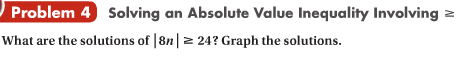 Problem 4 Solving an Absolute Value Inequality Involving ≥
What are the solutions of |8n| ≥ 24? Graph the solutions.